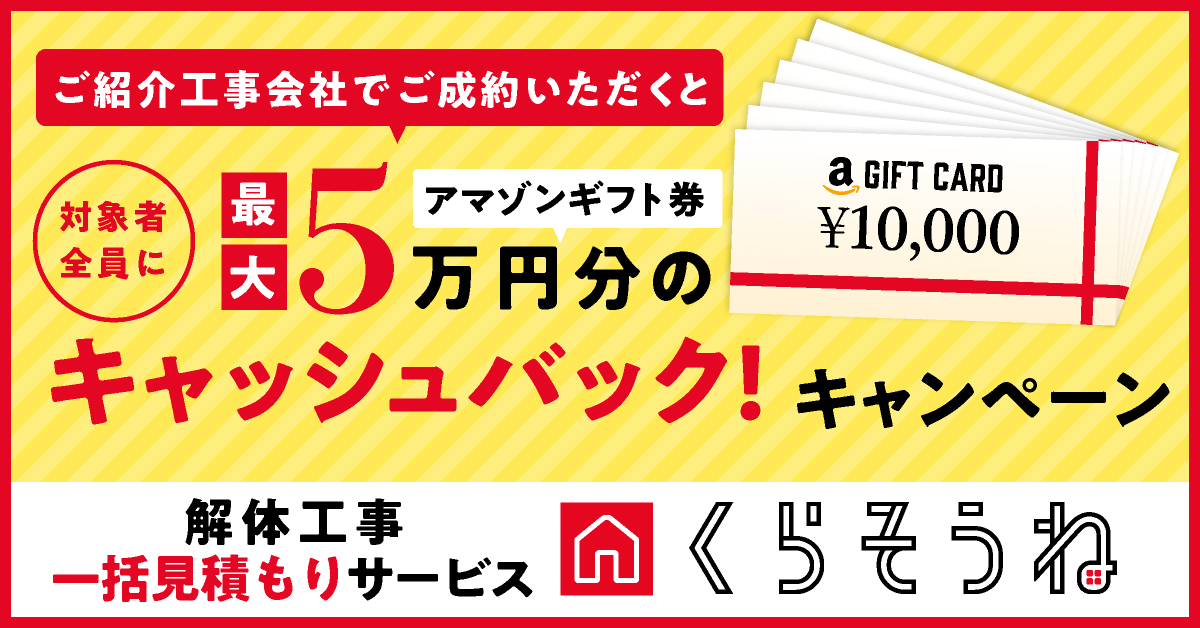 ご紹介工事会社でご成約いただくと
対象者
全員に
最大
5
アマゾンギフト券
万円分の
キャッシュバック!
キャンペーン
a GIFT CARD
¥10,000
解体工事
一括見積もりサービス
くらそうね